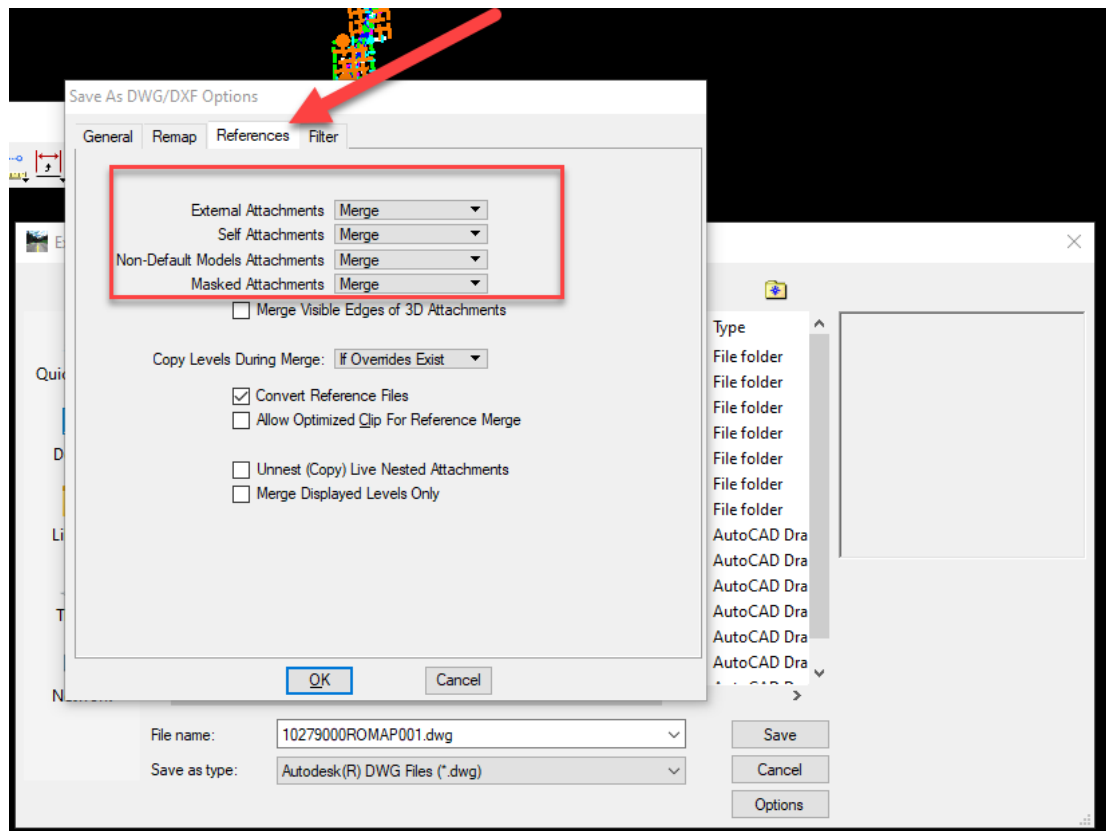 Save As DWG/DXF Options
General Remap References Filter
External Attachments Merge
Self Attachments Merge
Non-Default Models Attachments Merge
Masked Attachments Merge
Merge Visible Edges of 3D Attachments
Copy Levels During Merge: If Overrides Exist
Convert Reference Files
Allow Optimized Clip For Reference Merge
Unnest (Copy) Live Nested Attachments
Merge Displayed Levels Only
OK Cancel
Type
File folder
File folder
File folder
File folder
File folder
File folder
File folder
AutoCAD Dra
AutoCAD Dra
AutoCAD Dra
AutoCAD Dra
AutoCAD Dra
AutoCAD Dra
File name: 10279000ROMAP001.dwg Save
Save as type: Autodesk(R) DWG Files (*.dwg) Cancel
Options